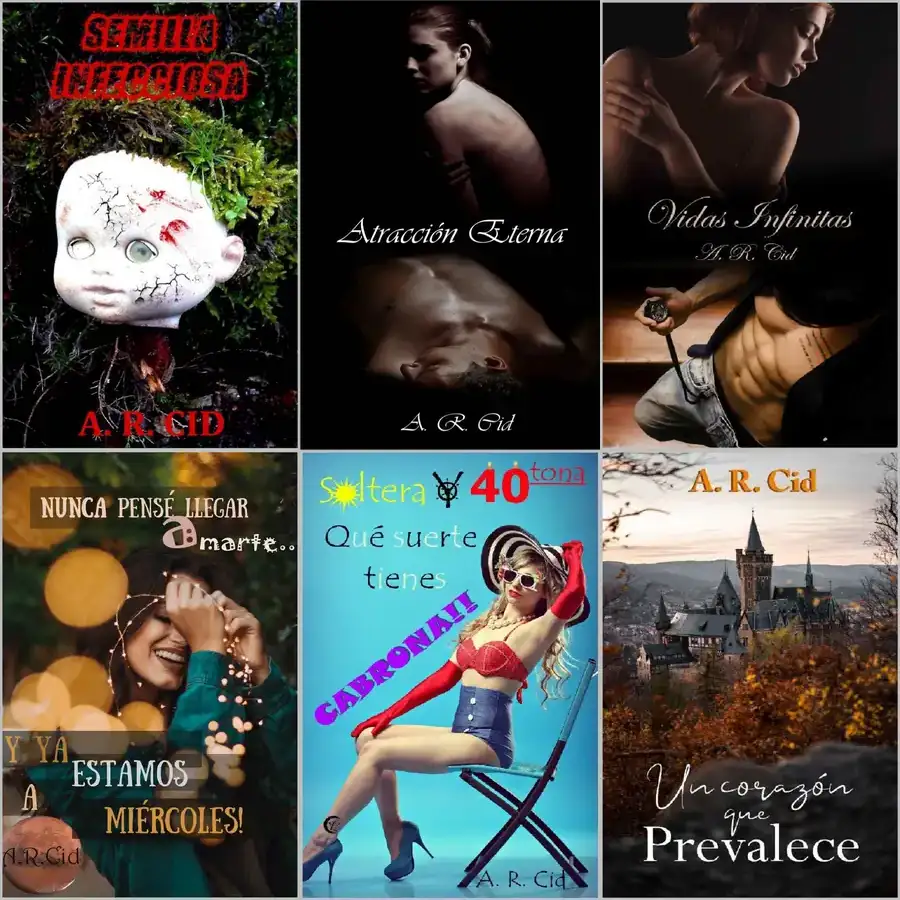 SEMILLA
INFECCIOSA
A. R. CID
Atracción Eterna
A. R. Cid
Vidas Infinitas
A. R. Cid
NUNCA PENSÉ LLEGAR
a
marte..
Y YA
ESTAMOS
A
MIÉRCOLES!
A.R.Cid
Soltera Y 40tona
Qué suerte
tienes
CABRONA!!
A. R. Cid
A. R. Cid
Un corazón
que
Prevalece